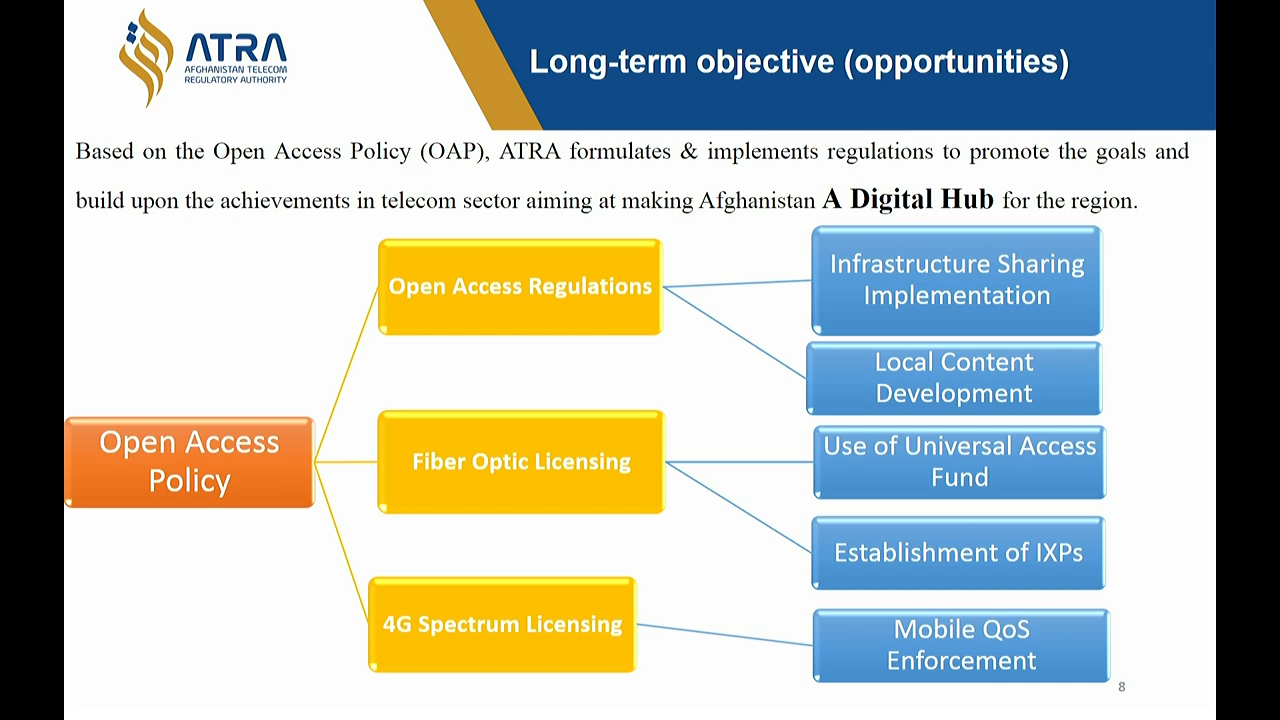 ATRA
AFGHANISTAN TELECOM
REGULATORY AUTHORITY
Long-term objective (opportunities)
Based on the Open Access Policy (OAP), ATRA formulates & implements regulations to promote the goals and
build upon the achievements in telecom sector aiming at making Afghanistan A Digital Hub for the region.
Open Access
Policy
Open Access Regulations
Fiber Optic Licensing
4G Spectrum Licensing
Infrastructure Sharing
Implementation
Local Content
Development
Use of Universal Access
Fund
Establishment of IXPs
Mobile QoS
Enforcement
8